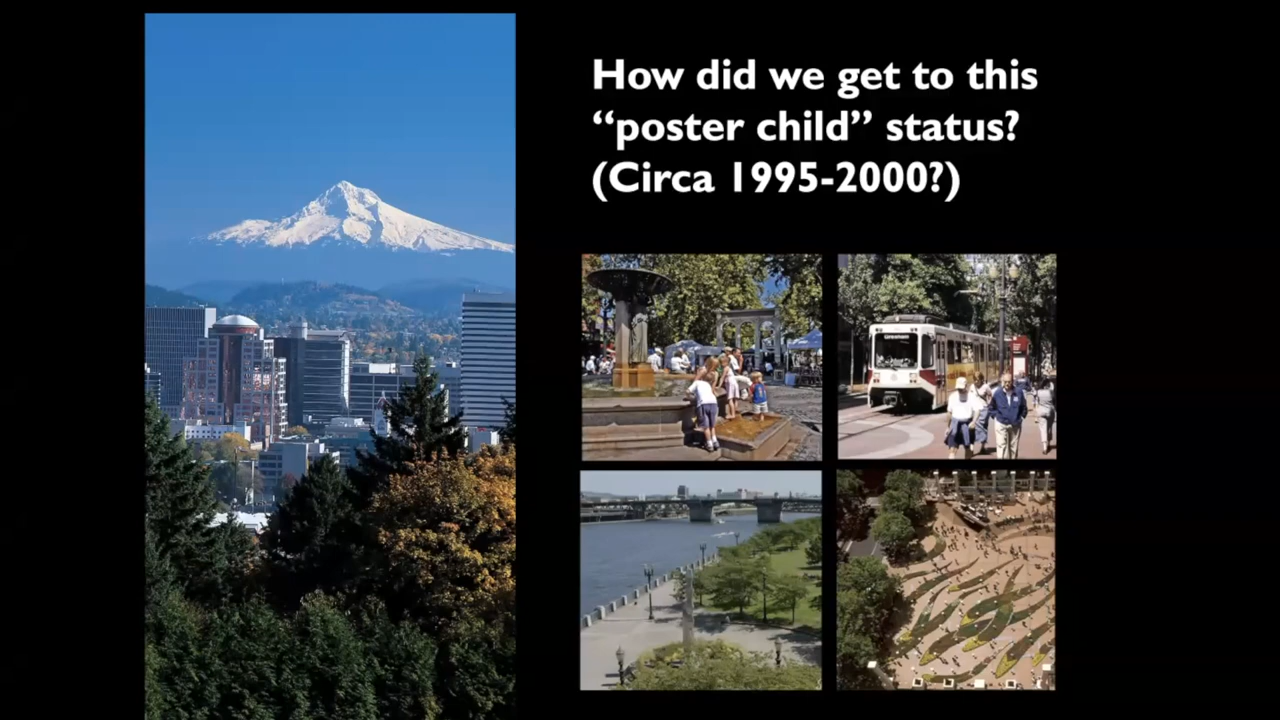 How did we get to this
“poster child” status?
(Circa 1995-2000?)